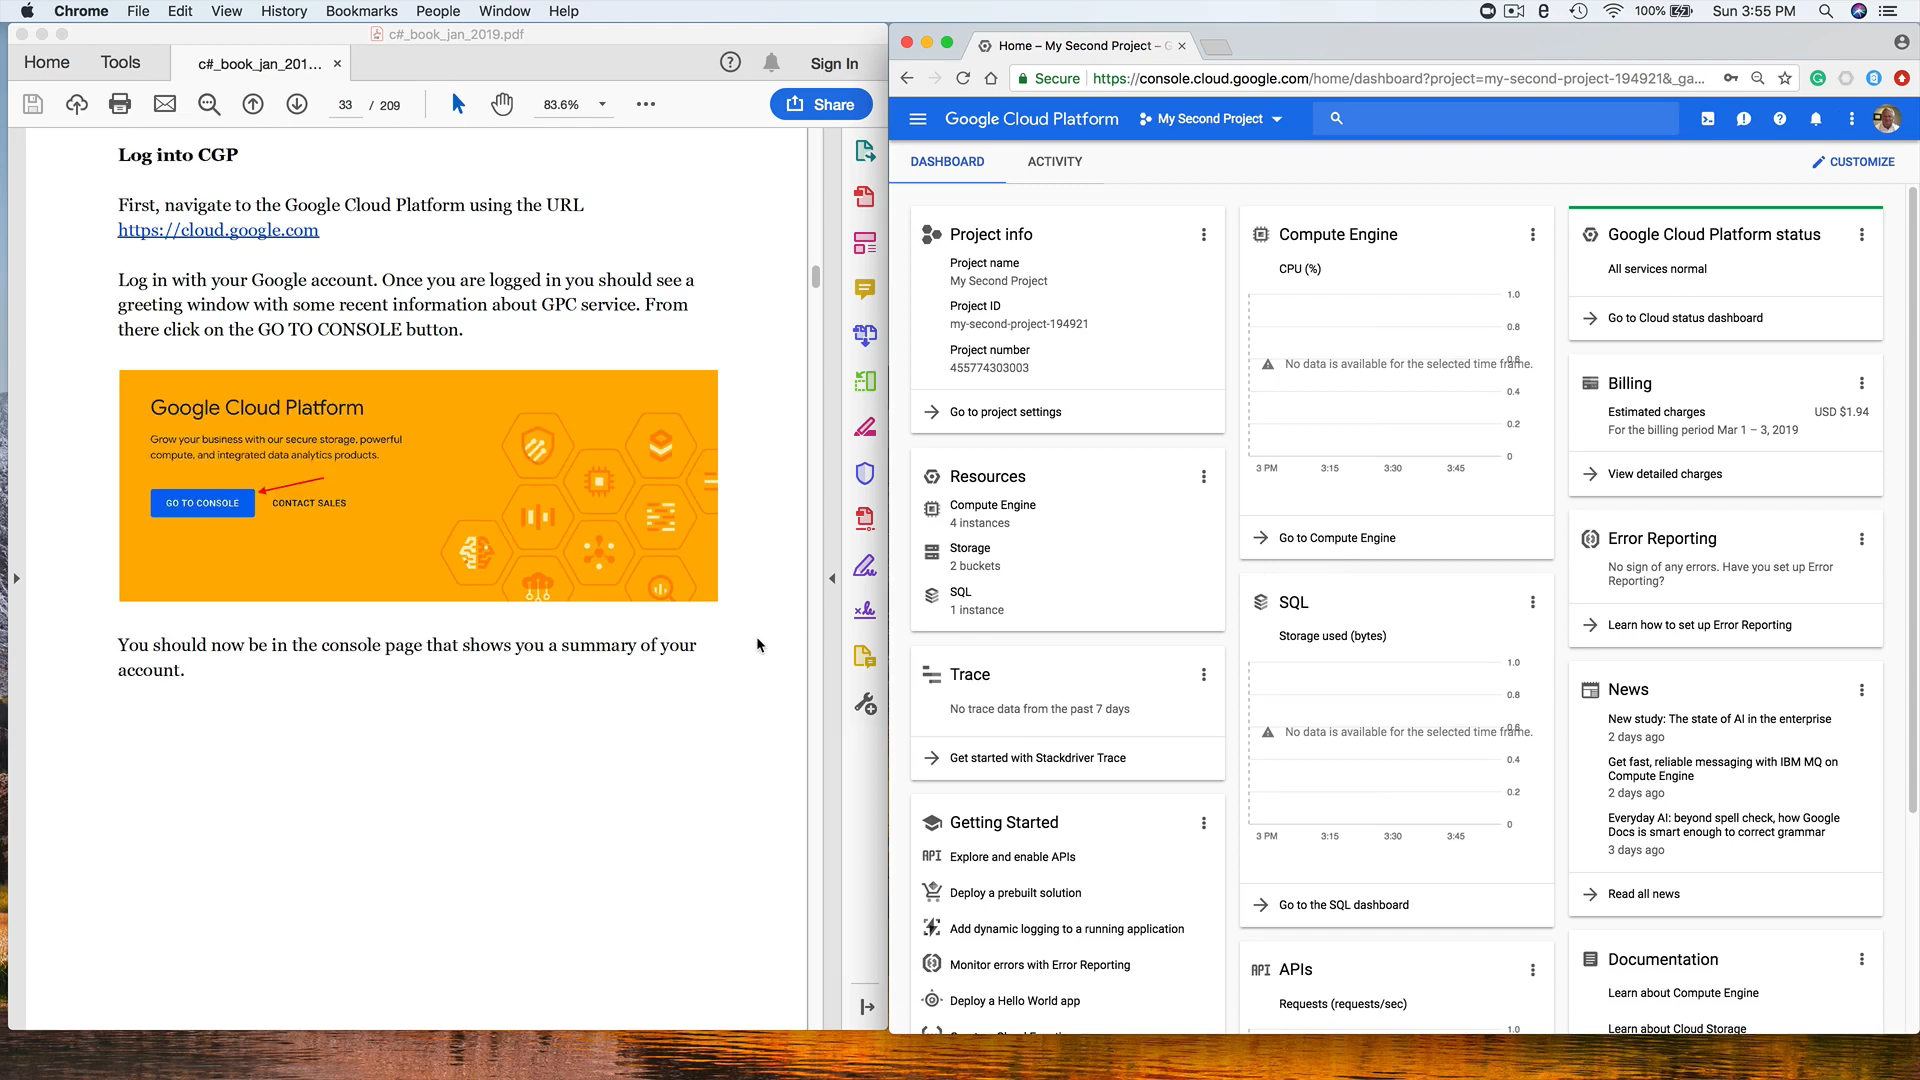 Chrome File Edit View History Bookmarks People Window Help
100% Sun 3:55 PM
c#_book_jan_2019.pdf
Home Tools c#_book_jan_201... × Sign In
33 / 209 83.6% Share
Log into CGP
First, navigate to the Google Cloud Platform using the URL
https://cloud.google.com
Log in with your Google account. Once you are logged in you should see a
greeting window with some recent information about GPC service. From
there click on the GO TO CONSOLE button.
Google Cloud Platform
Grow your business with our secure storage, powerful
compute, and integrated data analytics products.
GO TO CONSOLE CONTACT SALES
You should now be in the console page that shows you a summary of your
account.
Home – My Second Project – G ×
Secure https://console.cloud.google.com/home/dashboard?project=my-second-project-194921&_ga...
Google Cloud Platform My Second Project
DASHBOARD ACTIVITY CUSTOMIZE
Project info
Project name
My Second Project
Project ID
my-second-project-194921
Project number
455774303003
Go to project settings
Resources
Compute Engine
4 instances
Storage
2 buckets
SQL
1 instance
Trace
No trace data from the past 7 days
Get started with Stackdriver Trace
Getting Started
API Explore and enable APIs
Deploy a prebuilt solution
Add dynamic logging to a running application
Monitor errors with Error Reporting
Deploy a Hello World app
Compute Engine
CPU (%)
1.0
0.8
0.6
No data is available for the selected time frame.
0.4
0.2
0
3 PM 3:15 3:30 3:45
Go to Compute Engine
SQL
Storage used (bytes)
1.0
0.8
0.6
No data is available for the selected time frame.
0.4
0.2
0
3 PM 3:15 3:30 3:45
Go to the SQL dashboard
API APIs
Requests (requests/sec)
1.0
Google Cloud Platform status
All services normal
Go to Cloud status dashboard
Billing
Estimated charges USD $1.94
For the billing period Mar 1 – 3, 2019
View detailed charges
Error Reporting
No sign of any errors. Have you set up Error
Reporting?
Learn how to set up Error Reporting
News
New study: The state of AI in the enterprise
2 days ago
Get fast, reliable messaging with IBM MQ on
Compute Engine
2 days ago
Everyday AI: beyond spell check, how Google
Docs is smart enough to correct grammar
3 days ago
Read all news
Documentation
Learn about Compute Engine
Learn about Cloud Storage